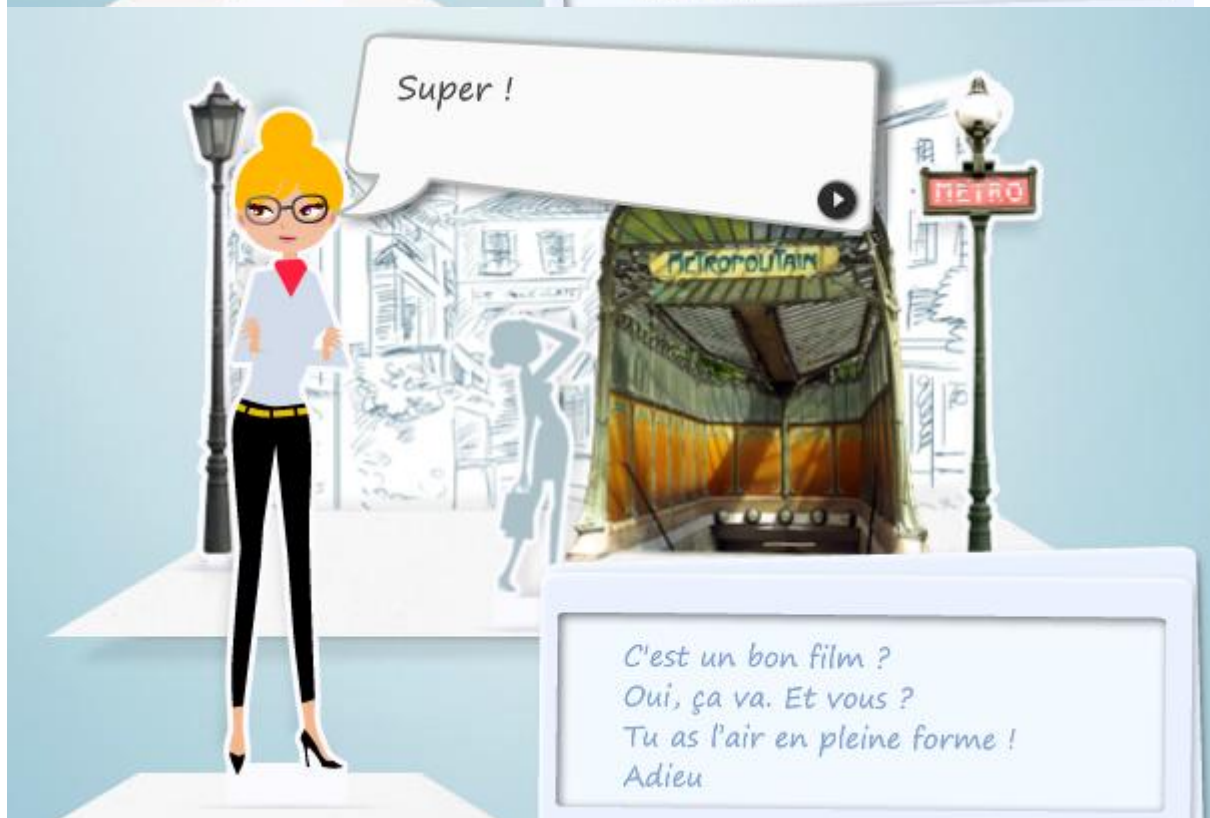 Super !
METRO
METROPOLITAIN
C'est un bon film ?
Oui, ça va. Et vous ?
Tu as l'air en pleine forme !
Adieu